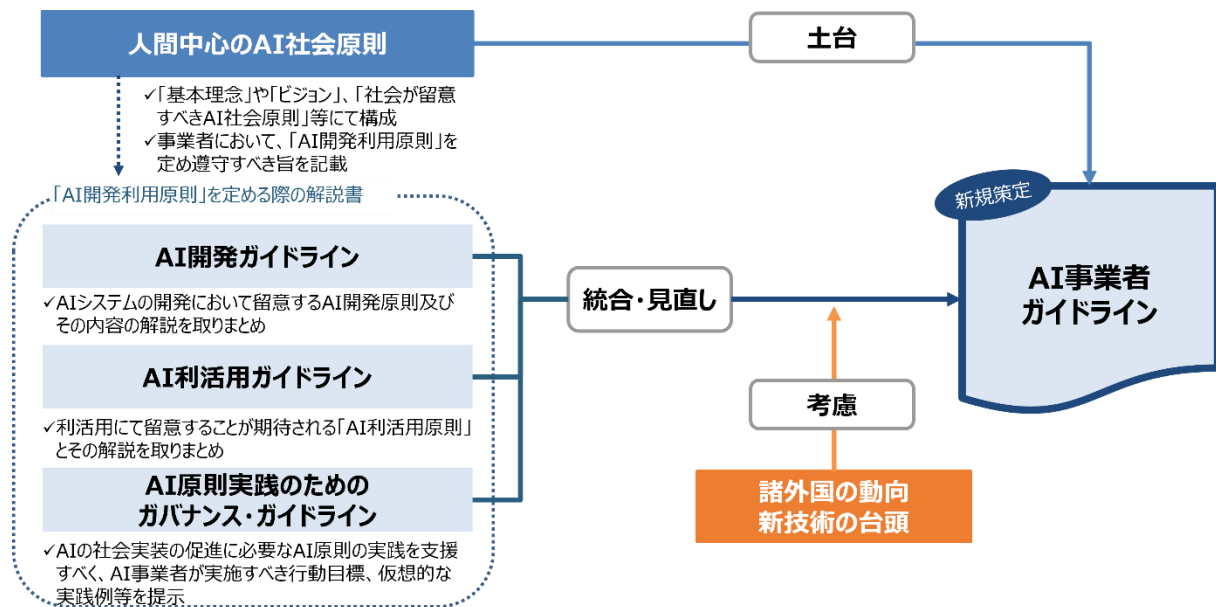 人間中心のAI社会原則
土台
✓「基本理念」や「ビジョン」、「社会が留意
すべきAI社会原則」等にて構成
✓事業者において、「AI開発利用原則」を
定め遵守すべき旨を記載
「AI開発利用原則」を定める際の解説書
新規策定
AI開発ガイドライン
✓AIシステムの開発において留意するAI開発原則及び
その内容の解説を取りまとめ
統合・見直し
AI事業者
ガイドライン
AI利活用ガイドライン
✓利活用にて留意することが期待される「AI利活用原則」
とその解説を取りまとめ
考慮
AI原則実践のための
ガバナンス・ガイドライン
諸外国の動向
新技術の台頭
✓AIの社会実装の促進に必要なAI原則の実践を支援
すべく、AI事業者が実施すべき行動目標、仮想的な
実践例等を提示